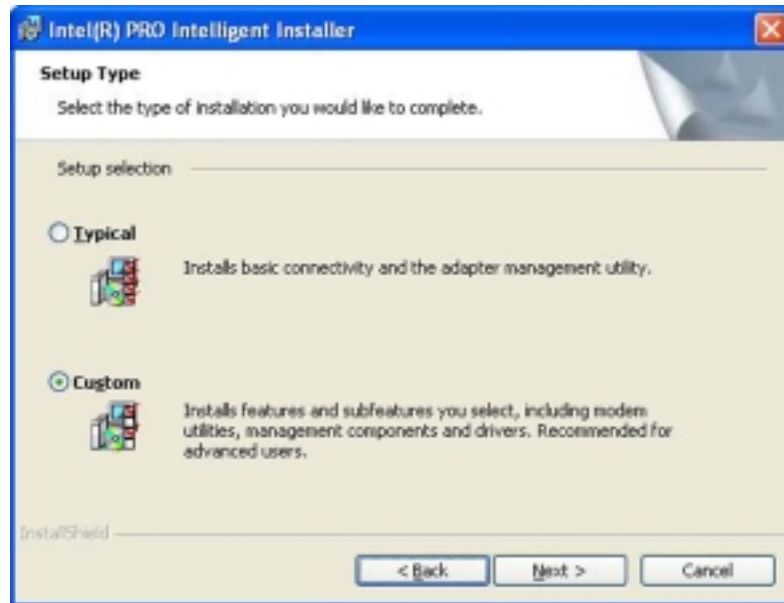 Intel(R) PRO Intelligent Installer
Setup Type
Select the type of installation you would like to complete.
Setup selection
Typical
Installs basic connectivity and the adapter management utility.
Custom
Installs features and subfeatures you select, including modem
utilities, management components and drivers. Recommended for
advanced users.
InstallShield
< Back
Next >
Cancel